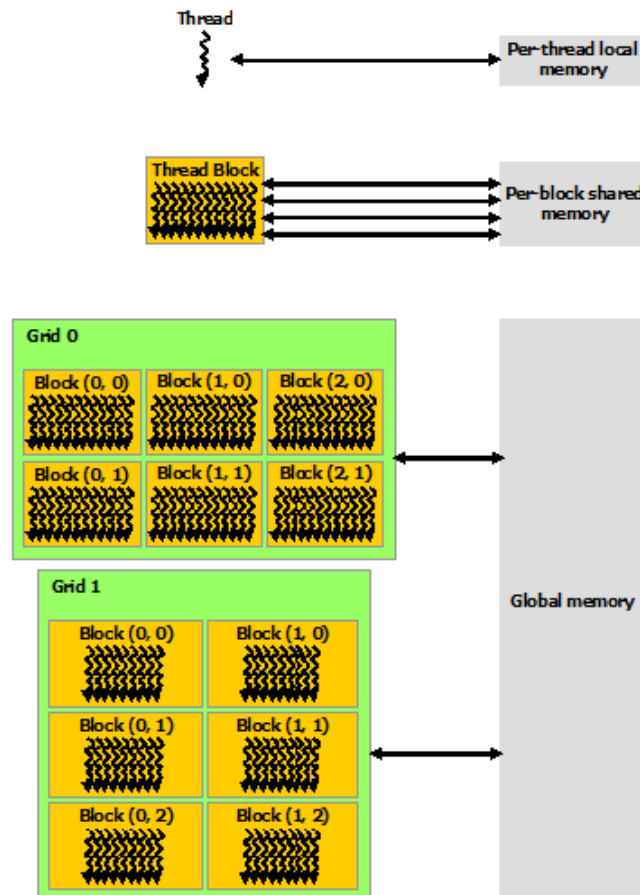 Thread
Per-thread local
memory
Thread Block
Per-block shared
memory
Grid 0
Block (0, 0) Block (1, 0) Block (2, 0)
Block (0, 1) Block (1, 1) Block (2, 1)
Grid 1
Block (0, 0) Block (1, 0)
Block (0, 1) Block (1, 1)
Block (0, 2) Block (1, 2)
Global memory